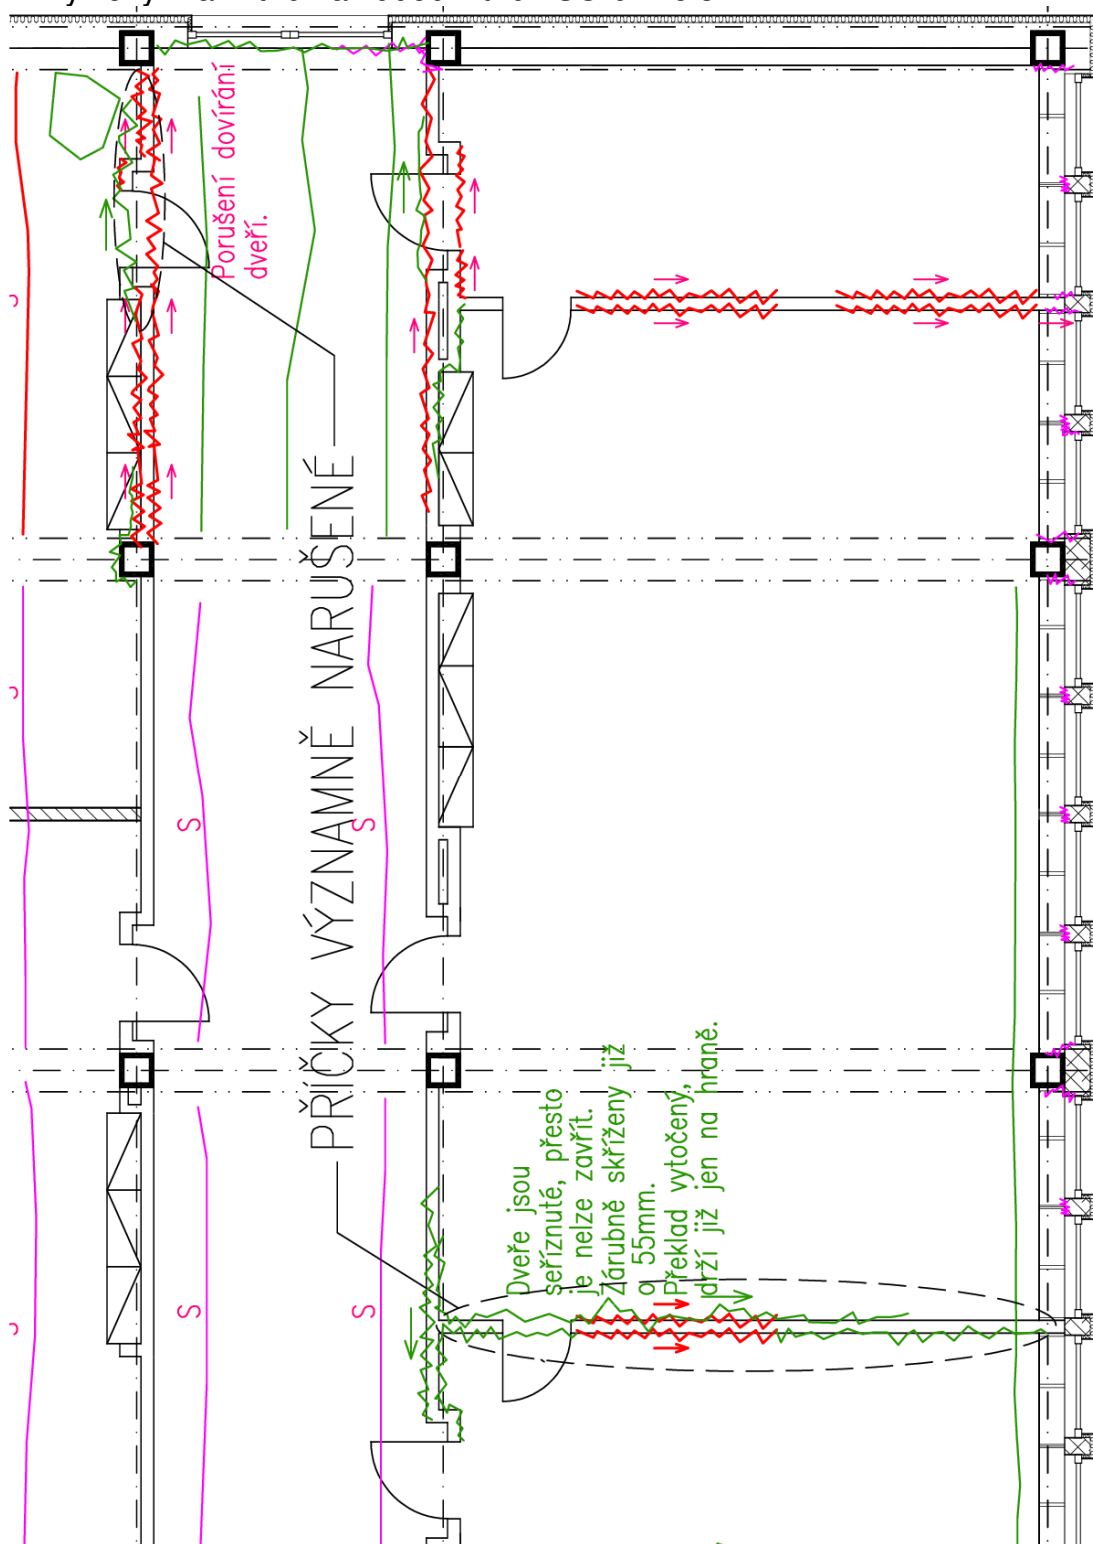 Porušení dovírání
dveří.
PŘÍČKY VÝZNAMNĚ NARUŠENÉ
S
S
Dveře jsou
seříznuté, přesto
je nelze zavřít.
Zárubně skříženy již
o 55mm.
Překlad vytočený,
drží již jen na hraně.
S
S